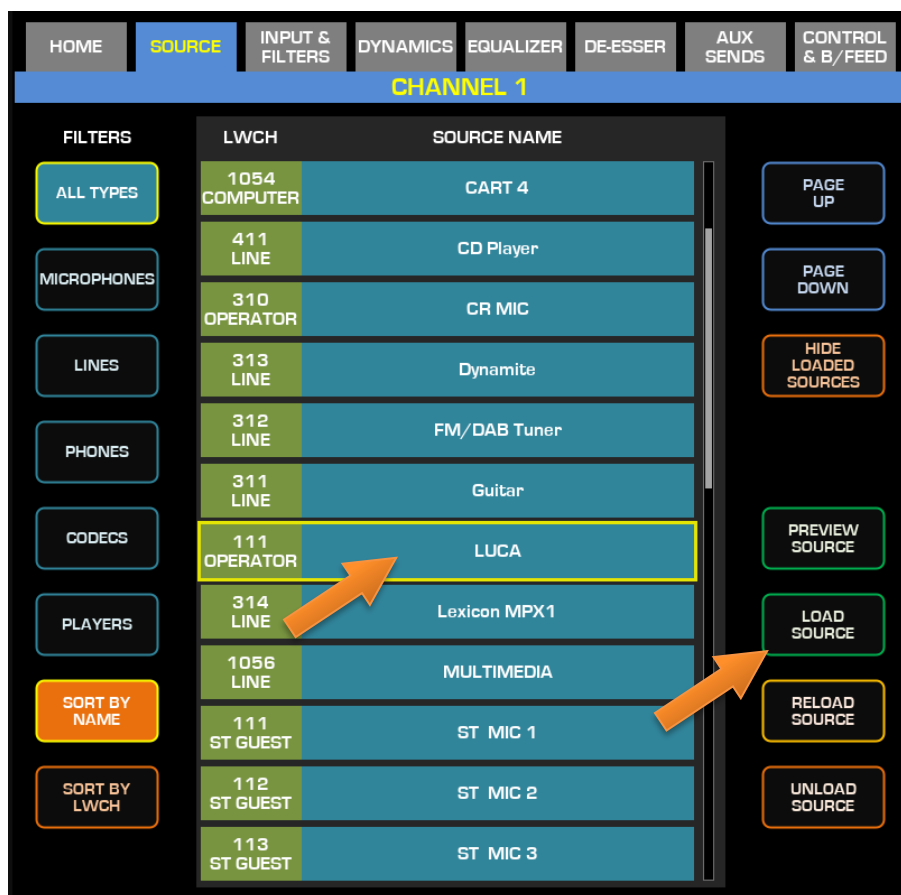 HOME
SOURCE
INPUT &
FILTERS
DYNAMICS
EQUALIZER
DE-ESSER
AUX
SENDS
CONTROL
& B/FEED
CHANNEL 1
FILTERS
ALL TYPES
MICROPHONES
LINES
PHONES
CODECS
PLAYERS
SORT BY
NAME
SORT BY
LWCH
LWCH
SOURCE NAME
1054
COMPUTER
CART 4
411
LINE
CD Player
310
OPERATOR
CR MIC
313
LINE
Dynamite
312
LINE
FM/DAB Tuner
311
LINE
Guitar
111
OPERATOR
LUCA
314
LINE
Lexicon MPX1
1056
LINE
MULTIMEDIA
111
ST GUEST
ST MIC 1
112
ST GUEST
ST MIC 2
113
ST GUEST
ST MIC 3
PAGE
UP
PAGE
DOWN
HIDE
LOADED
SOURCES
PREVIEW
SOURCE
LOAD
SOURCE
RELOAD
SOURCE
UNLOAD
SOURCE